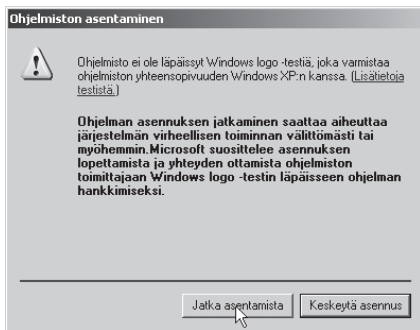 Ohjelmiston asentaminen
Ohjelmisto ei ole läpäissyt Windows logo -testiä, joka varmistaa
ohjelmiston yhteensopivuuden Windows XP:n kanssa. (Lisätietoja
testistä.)
Ohjelman asennuksen jatkaminen saattaa aiheuttaa
järjestelmän virheellisen toiminnan välittömästi tai
myöhemmin.Microsoft suosittelee asennuksen
lopettamista ja yhteyden ottamista ohjelmiston
toimittajaan Windows logo -testin läpäisseen ohjelman
hankkimiseksi.
Jatka asentamista
Keskeytä asennus